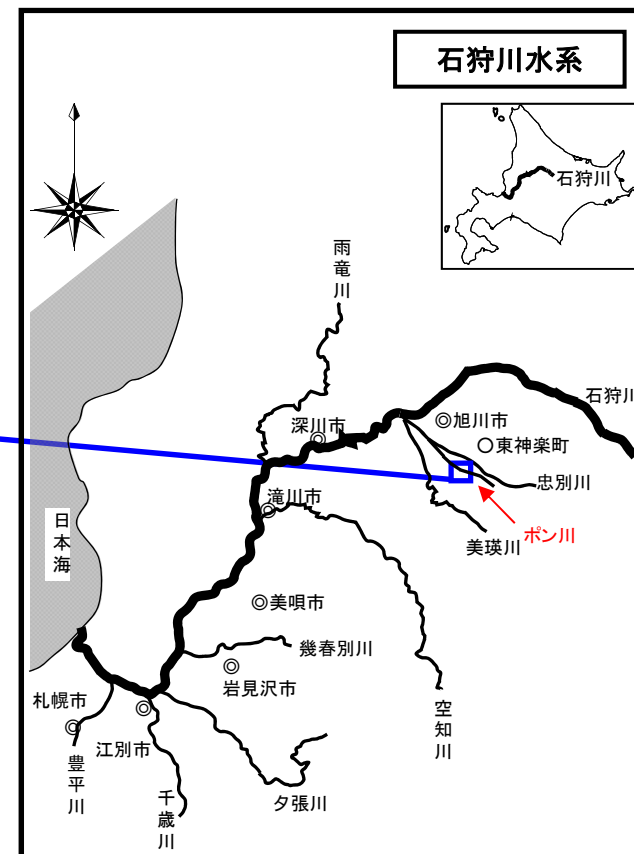 石狩川水系
石狩川
雨竜川
石狩川
深川市
旭川市
東神楽町
忠別川
滝川市
ポン川
美瑛川
日本海
美唄市
幾春別川
岩見沢市
札幌市
空知川
江別市
豊平川
千歳川
夕張川